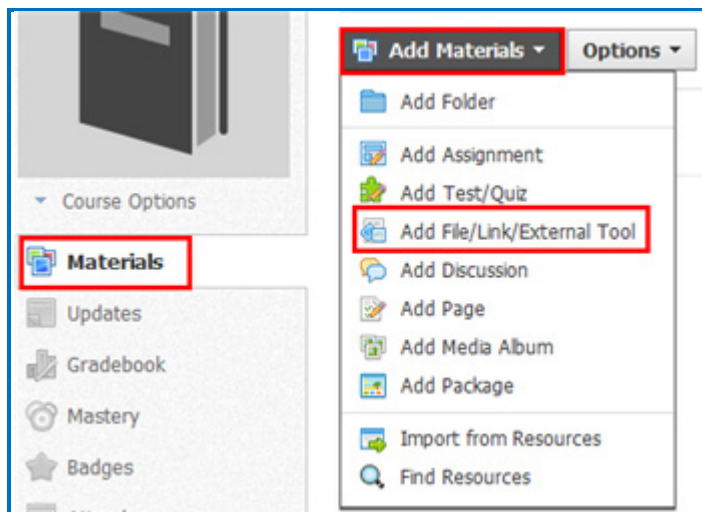 Add Materials
Options
Add Folder
Add Assignment
Add Test/Quiz
Add File/Link/External Tool
Add Discussion
Add Page
Add Media Album
Add Package
Import from Resources
Find Resources
Course Options
Materials
Updates
Gradebook
Mastery
Badges